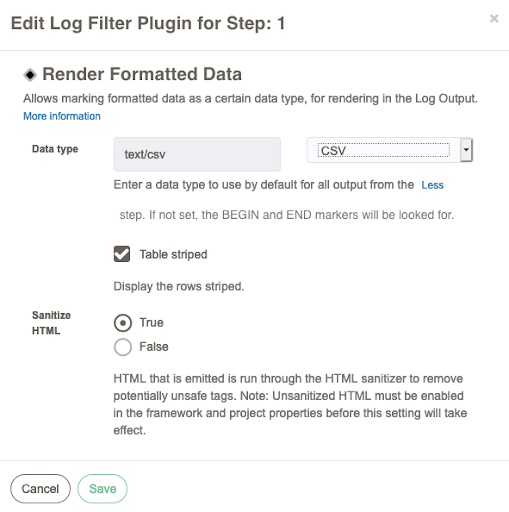 Edit Log Filter Plugin for Step: 1
×
Render Formatted Data
Allows marking formatted data as a certain data type, for rendering in the Log Output.
More information
Data type
text/csv
CSV
Enter a data type to use by default for all output from the Less
step. If not set, the BEGIN and END markers will be looked for.
Table striped
Display the rows striped.
Sanitize
HTML
True
False
HTML that is emitted is run through the HTML sanitizer to remove
potentially unsafe tags. Note: Unsanitized HTML must be enabled
in the framework and project properties before this setting will take
effect.
Cancel
Save